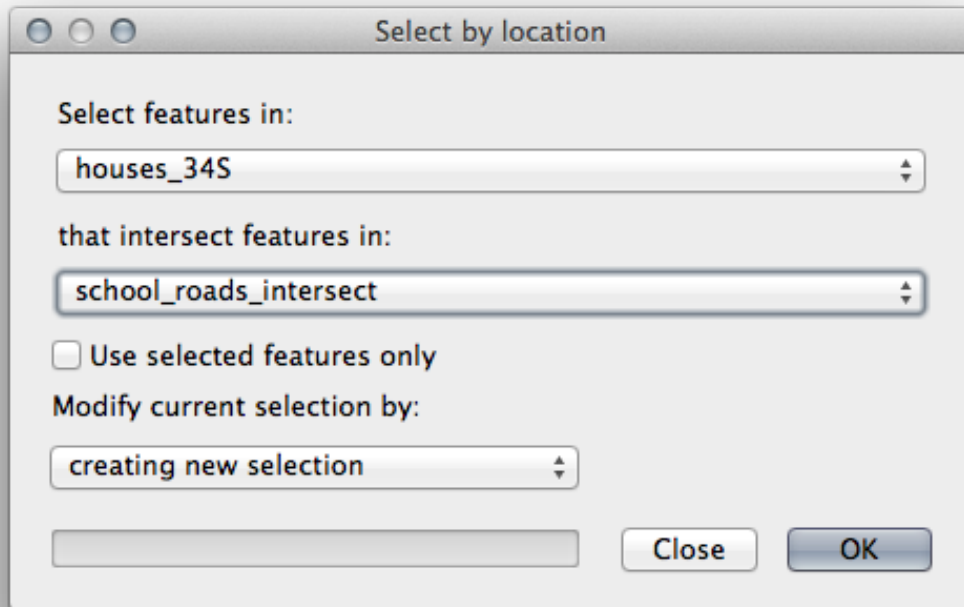 Select by location
Select features in:
houses_34S
that intersect features in:
school_roads_intersect
Use selected features only
Modify current selection by:
creating new selection
Close OK